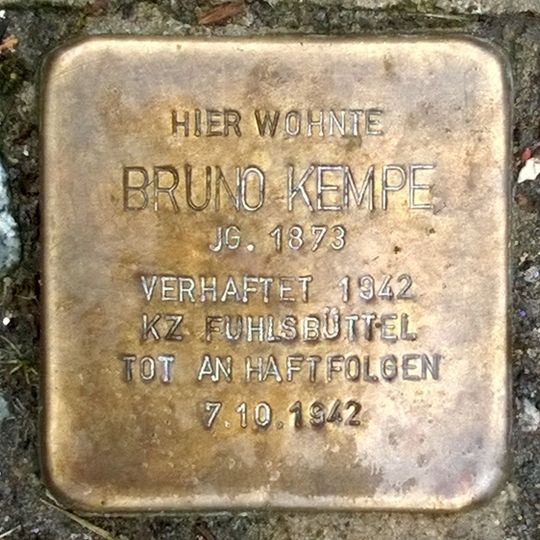 HIER WOHNTE
BRUNO KEMPE
JG. 1873
VERHAFTET 1942
KZ FUHLSBÜTTEL
TOT AN HAFTFOLGEN
7.10.1942